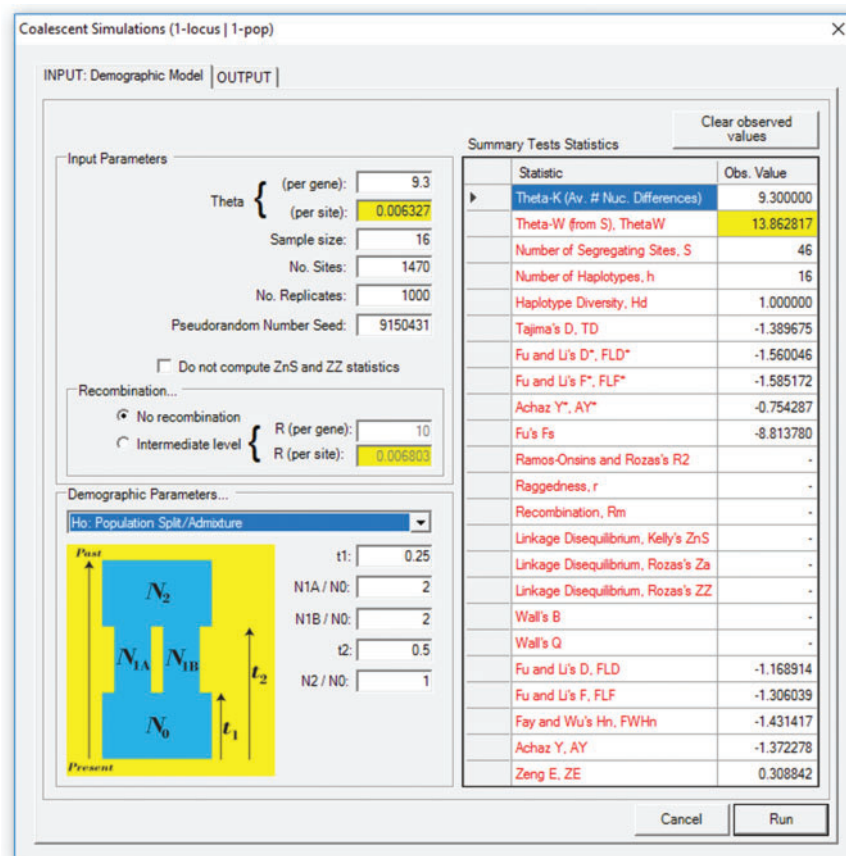 Coalescent Simulations (1-locus | 1-pop)
INPUT: Demographic Model
OUTPUT
Clear observed
values
Input Parameters
Theta { (per gene): 9.3
(per site): 0.006327
Sample size: 16
No. Sites: 1470
No. Replicates: 1000
Pseudorandom Number Seed: 9150431
Do not compute ZnS and ZZ statistics
Recombination...
No recombination
Intermediate level { R (per gene): 10
R (per site): 0.006803
Demographic Parameters...
Ho: Population Split/Admixture
Past
N2
N1A N1B t2
N0 t1
Present
t1: 0.25
N1A / N0: 2
N1B / N0: 2
t2: 0.5
N2 / N0: 1
Summary Tests Statistics
Statistic Obs. Value
Theta-K (Av. # Nuc. Differences) 9.300000
Theta-W (from S), ThetaW 13.862817
Number of Segregating Sites, S 46
Number of Haplotypes, h 16
Haplotype Diversity, Hd 1.000000
Tajima's D, TD -1.389675
Fu and Li's D*, FLD* -1.560046
Fu and Li's F*, FLF* -1.585172
Achaz Y*, AY* -0.754287
Fu's Fs -8.813780
Ramos-Onsins and Rozas's R2 -
Raggedness, r -
Recombination, Rm -
Linkage Disequilibrium, Kelly's ZnS -
Linkage Disequilibrium, Rozas's Za -
Linkage Disequilibrium, Rozas's ZZ -
Wall's B -
Wall's Q -
Fu and Li's D, FLD -1.168914
Fu and Li's F, FLF -1.306039
Fay and Wu's Hn, FWHn -1.431417
Achaz Y, AY -1.372278
Zeng E, ZE 0.308842
Cancel
Run